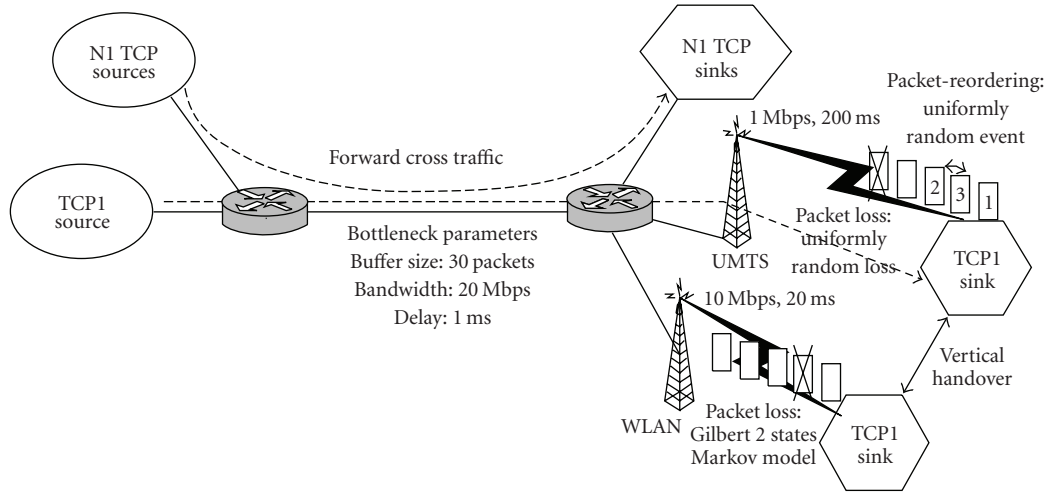 N1 TCP
sources
N1 TCP
sinks
Packet-reordering:
uniformly
random event
1 Mbps, 200 ms
Forward cross traffic
2
3
1
TCP1
source
Bottleneck parameters
Buffer size: 30 packets
Bandwidth: 20 Mbps
Delay: 1 ms
Packet loss:
uniformly
random loss
UMTS
TCP1
sink
10 Mbps, 20 ms
Vertical
handover
WLAN
Packet loss:
Gilbert 2 states
Markov model
TCP1
sink